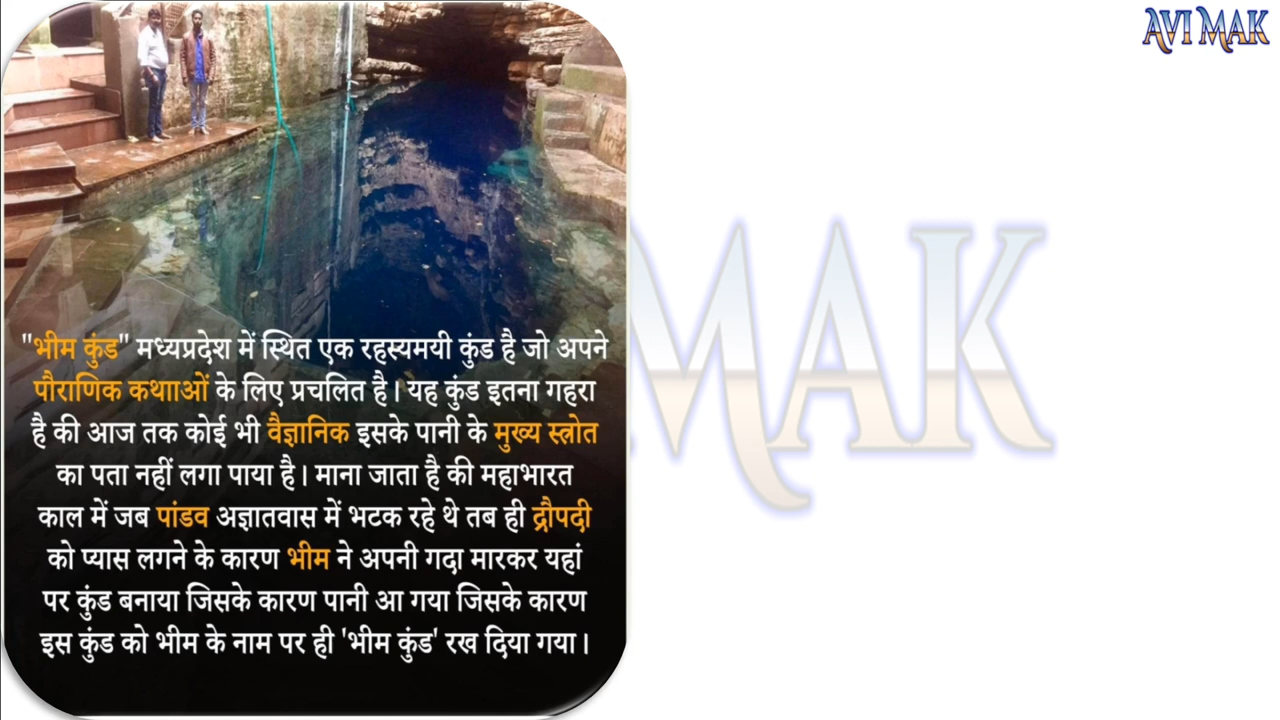 AVI MAK
MAK
"भीम कुंड" मध्यप्रदेश में स्थित एक रहस्यमयी कुंड है जो अपने
पौराणिक कथााओं के लिए प्रचलित है। यह कुंड इतना गहरा
है की आज तक कोई भी वैज्ञानिक इसके पानी के मुख्य स्त्रोत
का पता नहीं लगा पाया है। माना जाता है की महाभारत
काल में जब पांडव अज्ञातवास में भटक रहे थे तब ही द्रौपदी
को प्यास लगने के कारण भीम ने अपनी गदा मारकर यहां
पर कुंड बनाया जिसके कारण पानी आ गया जिसके कारण
इस कुंड को भीम के नाम पर ही 'भीम कुंड' रख दिया गया।